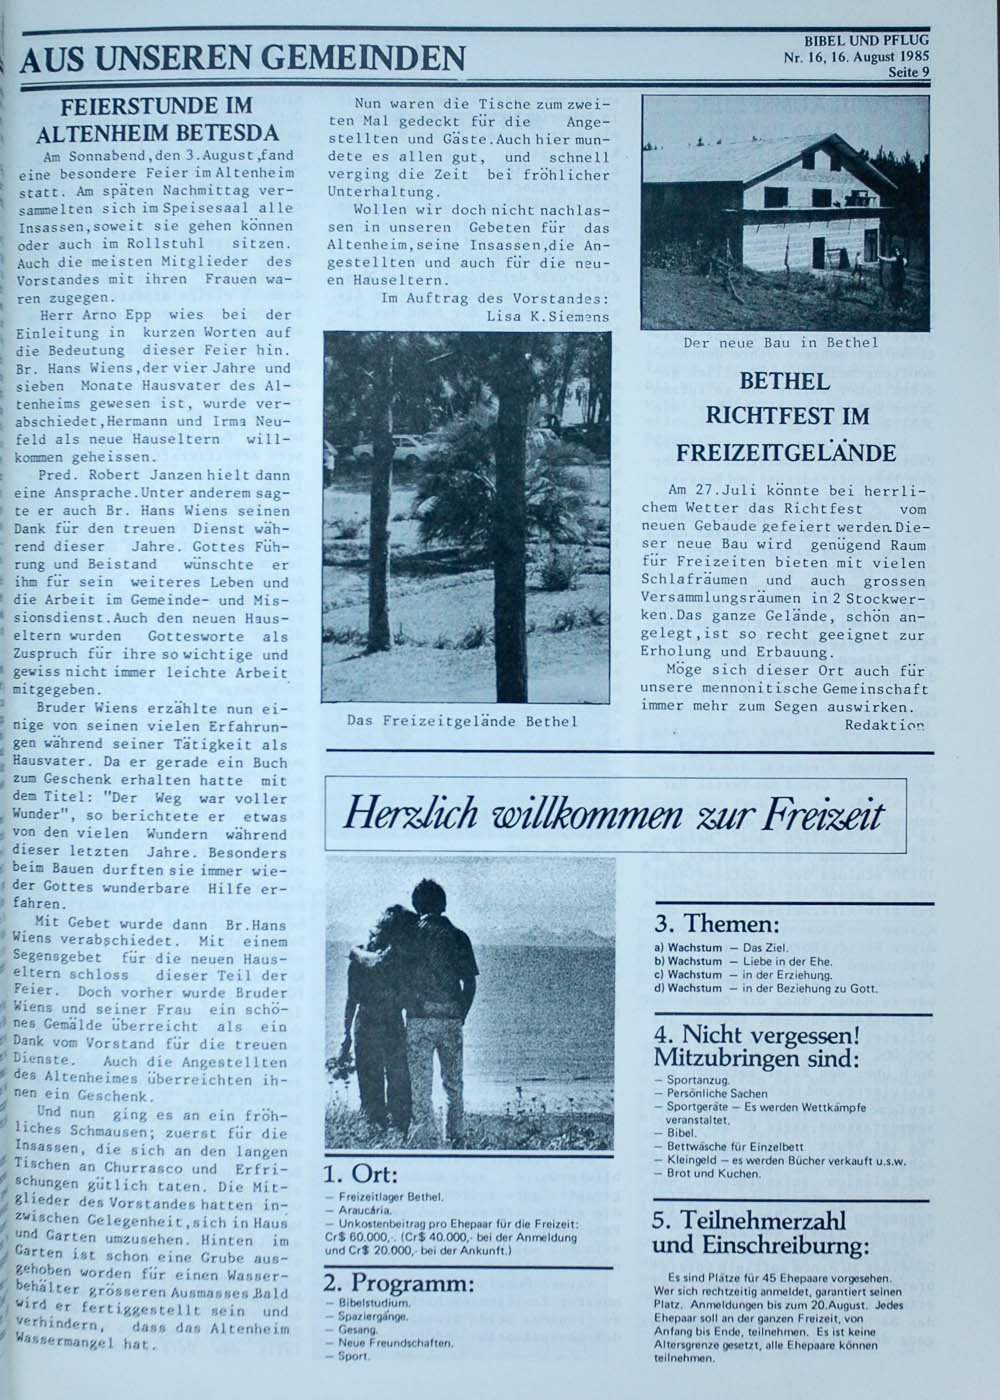 AUS UNSEREN GEMEINDEN
BIBEL UND PFLUG
Nr. 16, 16. August 1985
Seite 9
FEIERSTUNDE IM
ALTENHEIM BETESDA
Am Sonnabend,den 3.August,fand
eine besondere Feier im Altenheim
statt. Am späten Nachmittag ver-
sammelten sich im Speisesaal alle
Insassen,soweit sie gehen können
oder auch im Rollstuhl sitzen.
Auch die meisten Mitglieder des
Vorstandes mit ihren Frauen wa-
ren zugegen.
Herr Arno Epp wies bei der
Einleitung in kurzen Worten auf
die Bedeutung dieser Feier hin.
Br. Hans Wiens,der vier Jahre und
sieben Monate Hausvater des Al-
tenheims gewesen ist, wurde ver-
abschiedet,Hermann und Irma Neu-
feld als neue Hauseltern will-
kommen geheissen.
Pred. Robert Janzen hielt dann
eine Ansprache.Unter anderem sag-
te er auch Br. Hans Wiens seinen
Dank für den treuen Dienst wäh-
rend dieser Jahre. Gottes Füh-
rung und Beistand wünschte er
ihm für sein weiteres Leben und
die Arbeit im Gemeinde- und Mis-
sionsdienst.Auch den neuen Haus-
eltern wurden Gottesworte als
Zuspruch für ihre so wichtige und
gewiss nicht immer leichte Arbeit
mitgegeben.
Bruder Wiens erzählte nun ei-
nige von seinen vielen Erfahrun-
gen während seiner Tätigkeit als
Hausvater. Da er gerade ein Buch
zum Geschenk erhalten hatte mit
dem Titel: "Der Weg war voller
Wunder", so berichtete er etwas
von den vielen Wundern während
dieser letzten Jahre. Besonders
beim Bauen durften sie immer wie-
der Gottes wunderbare Hilfe er-
fahren.
Mit Gebet wurde dann Br.Hans
Wiens verabschiedet. Mit einem
Segensgebet für die neuen Haus-
eltern schloss dieser Teil der
Feier. Doch vorher wurde Bruder
Wiens und seiner Frau ein schö-
nes Gemälde überreicht als ein
Dank vom Vorstand für die treuen
Dienste. Auch die Angestellten
des Altenheimes überreichten ih-
nen ein Geschenk.
Und nun ging es an ein fröh-
liches Schmausen; zuerst für die
Insassen, die sich an den langen
Tischen an Churrasco und Erfri-
schungen gütlich taten. Die Mit-
glieder des Vorstandes hatten in-
zwischen Gelegenheit,sich in Haus
und Garten umzusehen. Hinten im
Garten ist schon eine Grube aus-
gehoben worden für einen Wasser-
behälter grösseren Ausmasses.Bald
wird er fertiggestellt sein und
verhindern, dass das Altenheim
Wassermangel hat.
Nun waren die Tische zum zwei-
ten Mal gedeckt für die Ange-
stellten und Gäste.Auch hier mun-
dete es allen gut, und schnell
verging die Zeit bei fröhlicher
Unterhaltung.
Wollen wir doch nicht nachlas-
sen in unseren Gebeten für das
Altenheim,seine Insassen,die An-
gestellten und auch für die neu-
en Hauseltern.
Im Auftrag des Vorstandes:
Lisa K.Siemens
Das Freizeitgelände Bethel
Der neue Bau in Bethel
BETHEL
RICHTFEST IM
FREIZEITGELÄNDE
Am 27.Juli könnte bei herrli-
chem Wetter das Richtfest vom
neuen Gebaude gefeiert werden.Die-
ser neue Bau wird genügend Raum
für Freizeiten bieten mit vielen
Schlafräumen und auch grossen
Versammlungsräumen in 2 Stockwer-
ken.Das ganze Gelände, schön an-
gelegt,ist so recht geeignet zur
Erholung und Erbauung.
Möge sich dieser Ort auch für
unsere mennonitische Gemeinschaft
immer mehr zum Segen auswirken.
Redaktion
Herzlich willkommen zur Freizeit
1. Ort:
— Freizeitlager Bethel.
— Araucária.
— Unkostenbeitrag pro Ehepaar für die Freizeit:
Cr$ 60.000,-. (Cr$ 40.000,- bei der Anmeldung
und Cr$ 20.000,- bei der Ankunft.)
2. Programm:
— Bibelstudium.
— Spaziergänge.
— Gesang.
— Neue Freundschaften.
— Sport.
3. Themen:
a) Wachstum — Das Ziel.
b) Wachstum — Liebe in der Ehe.
c) Wachstum — in der Erziehung.
d) Wachstum — in der Beziehung zu Gott.
4. Nicht vergessen!
Mitzubringen sind:
— Sportanzug.
— Persönliche Sachen
— Sportgeräte — Es werden Wettkämpfe
veranstaltet.
— Bibel.
— Bettwäsche für Einzelbett
— Kleingeld — es werden Bücher verkauft u.s.w.
— Brot und Kuchen.
5. Teilnehmerzahl
und Einschreiburng:
Es sind Plätze für 45 Ehepaare vorgesehen.
Wer sich rechtzeitig anmeldet, garantiert seinen
Platz. Anmeldungen bis zum 20.August. Jedes
Ehepaar soll an der ganzen Freizeit, von
Anfang bis Ende, teilnehmen. Es ist keine
Altersgrenze gesetzt, alle Ehepaare können
teilnehmen.